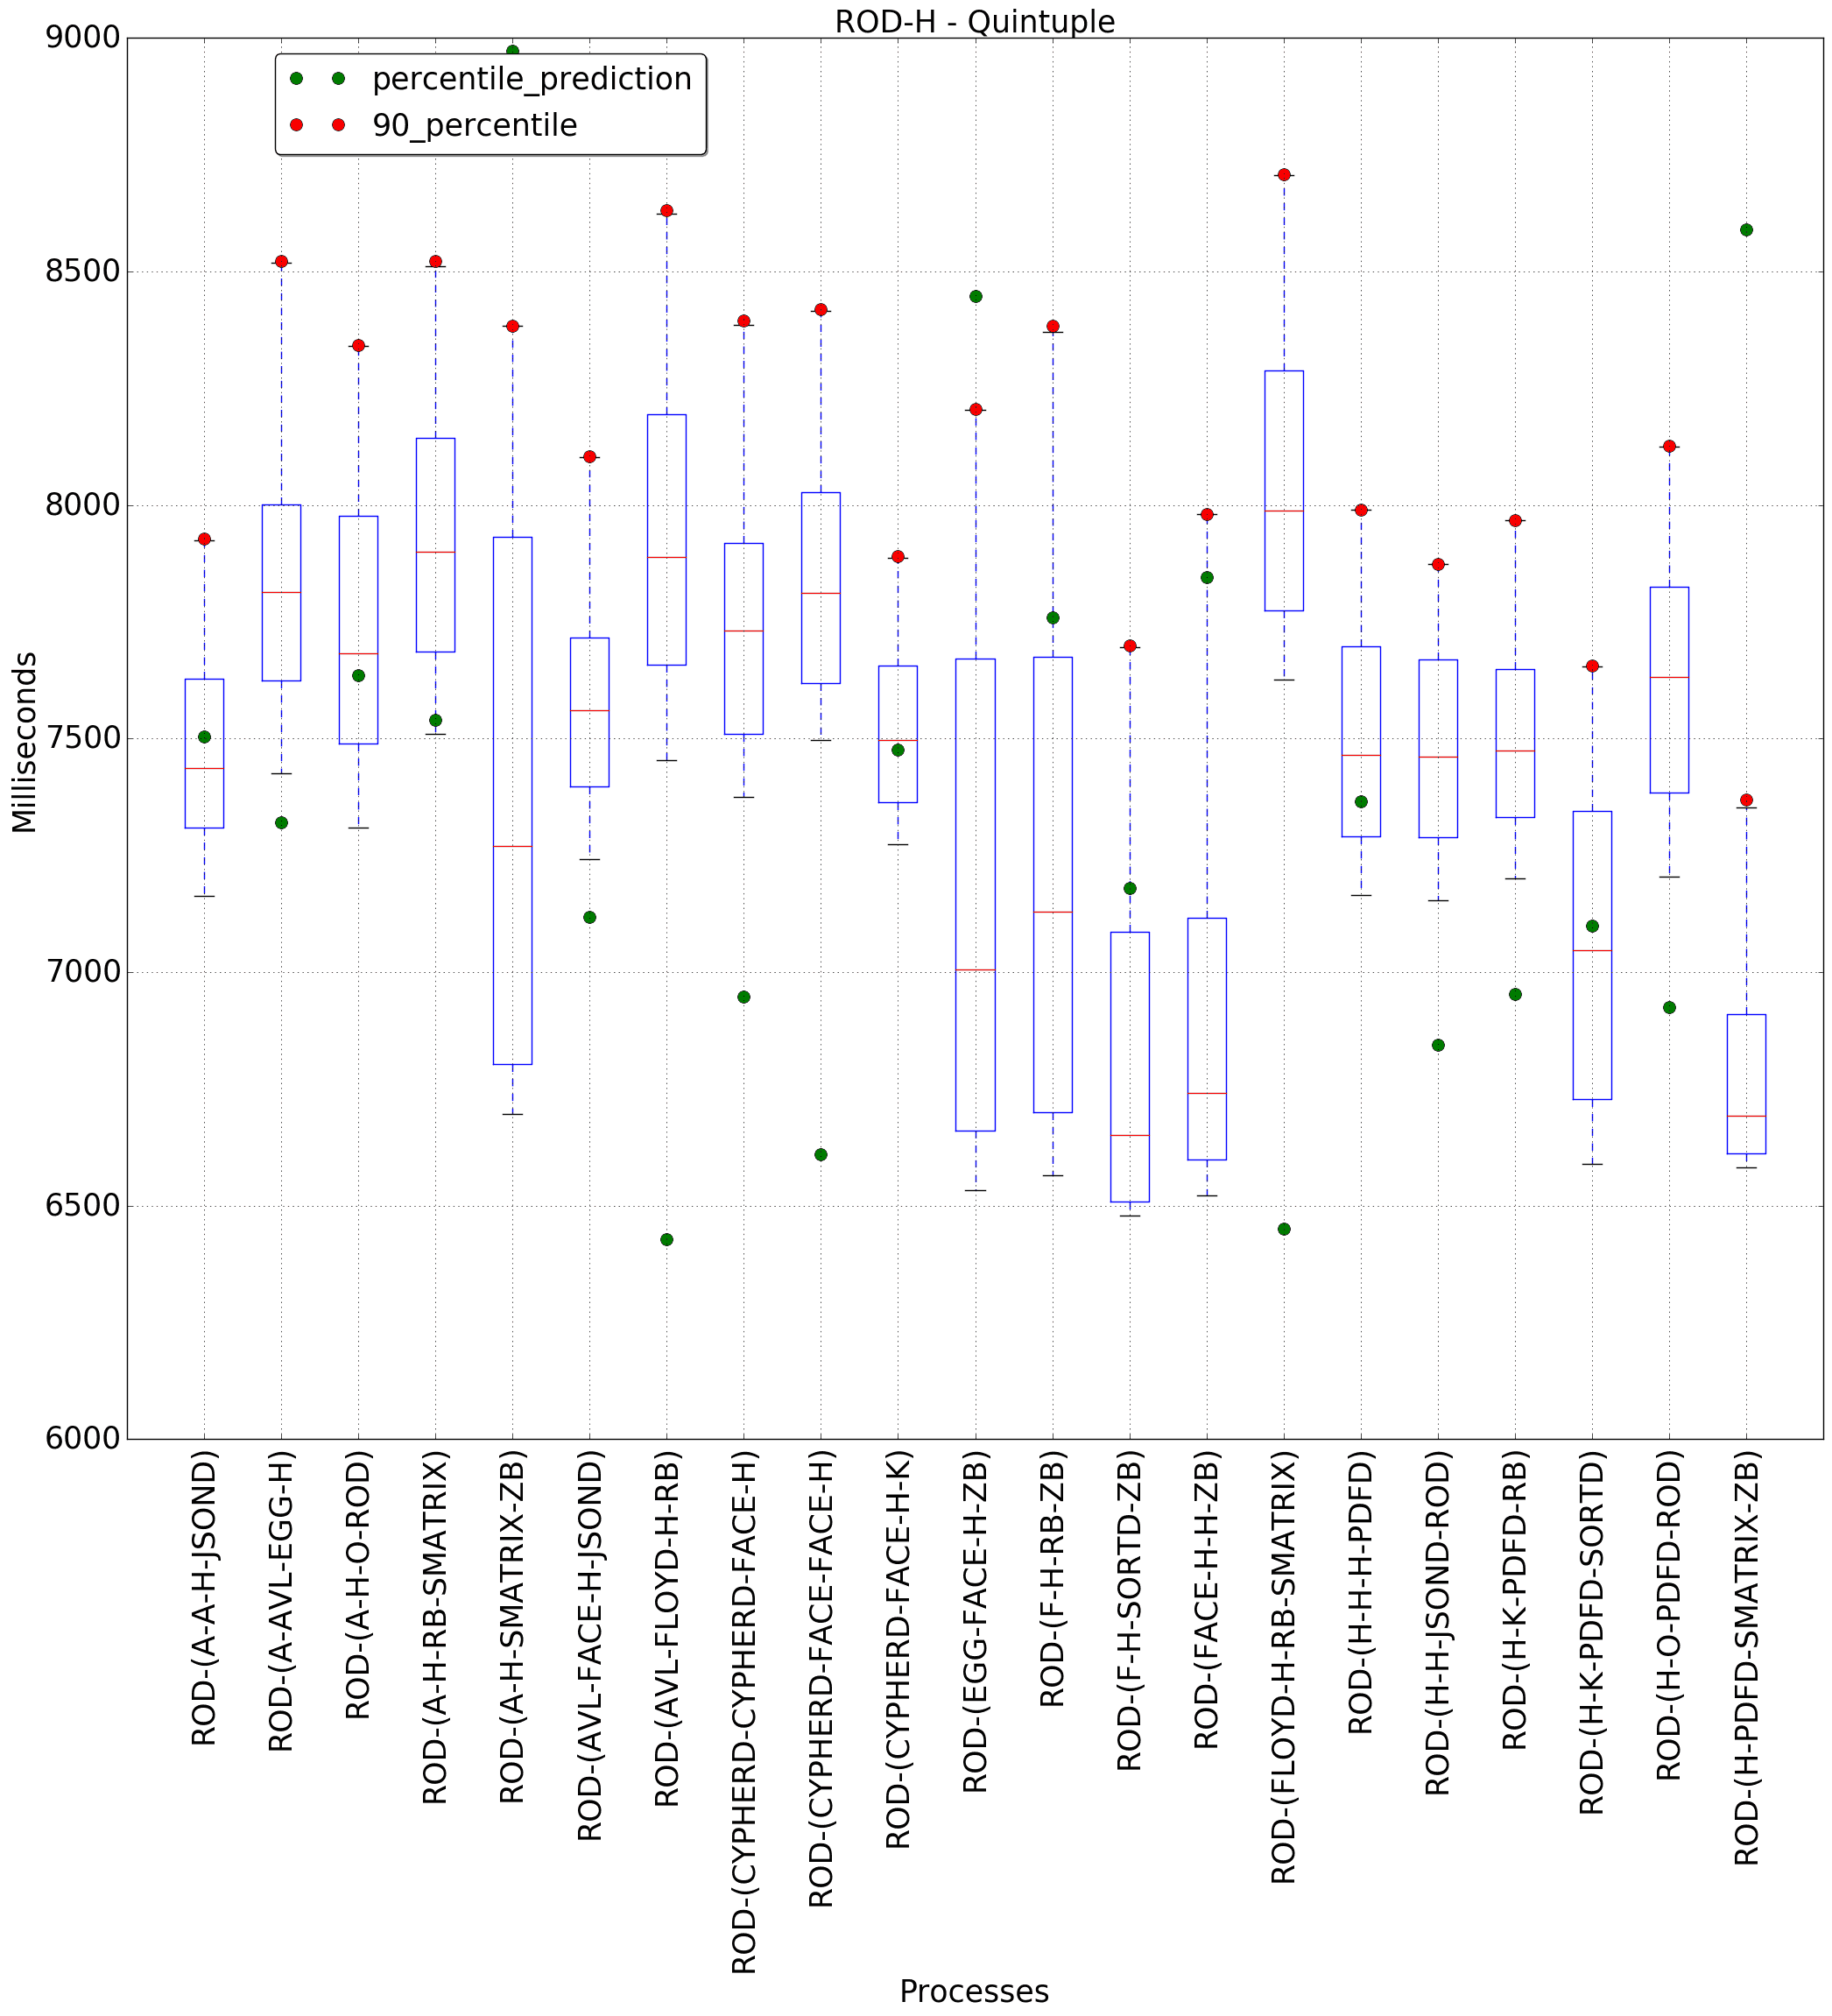 ROD-H - Quintuple
percentile_prediction
90_percentile
Milliseconds
9000
8500
8000
7500
7000
6500
6000
ROD-(A-A-H-JSOND)
ROD-(A-AVL-EGG-H)
ROD-(A-H-O-ROD)
ROD-(A-H-RB-SMATRIX)
ROD-(A-H-SMATRIX-ZB)
ROD-(AVL-FACE-H-JSOND)
ROD-(AVL-FLOYD-H-RB)
ROD-(CYPHERD-CYPHERD-FACE-H)
ROD-(CYPHERD-FACE-FACE-H)
ROD-(CYPHERD-FACE-H-K)
ROD-(EGG-FACE-H-ZB)
ROD-(F-H-RB-ZB)
ROD-(F-H-SORTD-ZB)
ROD-(FACE-H-H-ZB)
ROD-(FLOYD-H-RB-SMATRIX)
ROD-(H-H-H-PDFD)
ROD-(H-H-JSOND-ROD)
ROD-(H-K-PDFD-RB)
ROD-(H-K-PDFD-SORTD)
ROD-(H-O-PDFD-ROD)
ROD-(H-PDFD-SMATRIX-ZB)
Processes